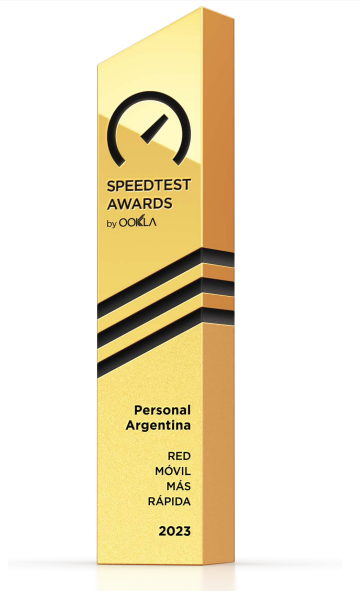 SPEEDTEST
AWARDS
by OOKLA
Personal
Argentina
RED
MÓVIL
MÁS
RÁPIDA
2023